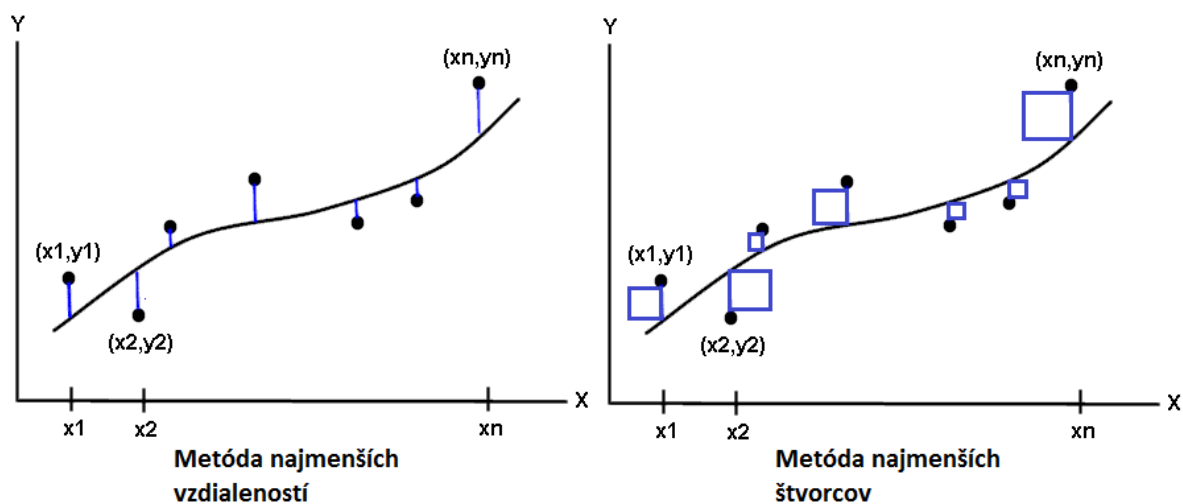 Y
(xn,yn)
(x1,y1)
(x2,y2)
X
x1 x2 xn
Metóda najmenších
vzdialeností
Y
(xn,yn)
(x1,y1)
(x2,y2)
X
x1 x2 xn
Metóda najmenších
štvorcov